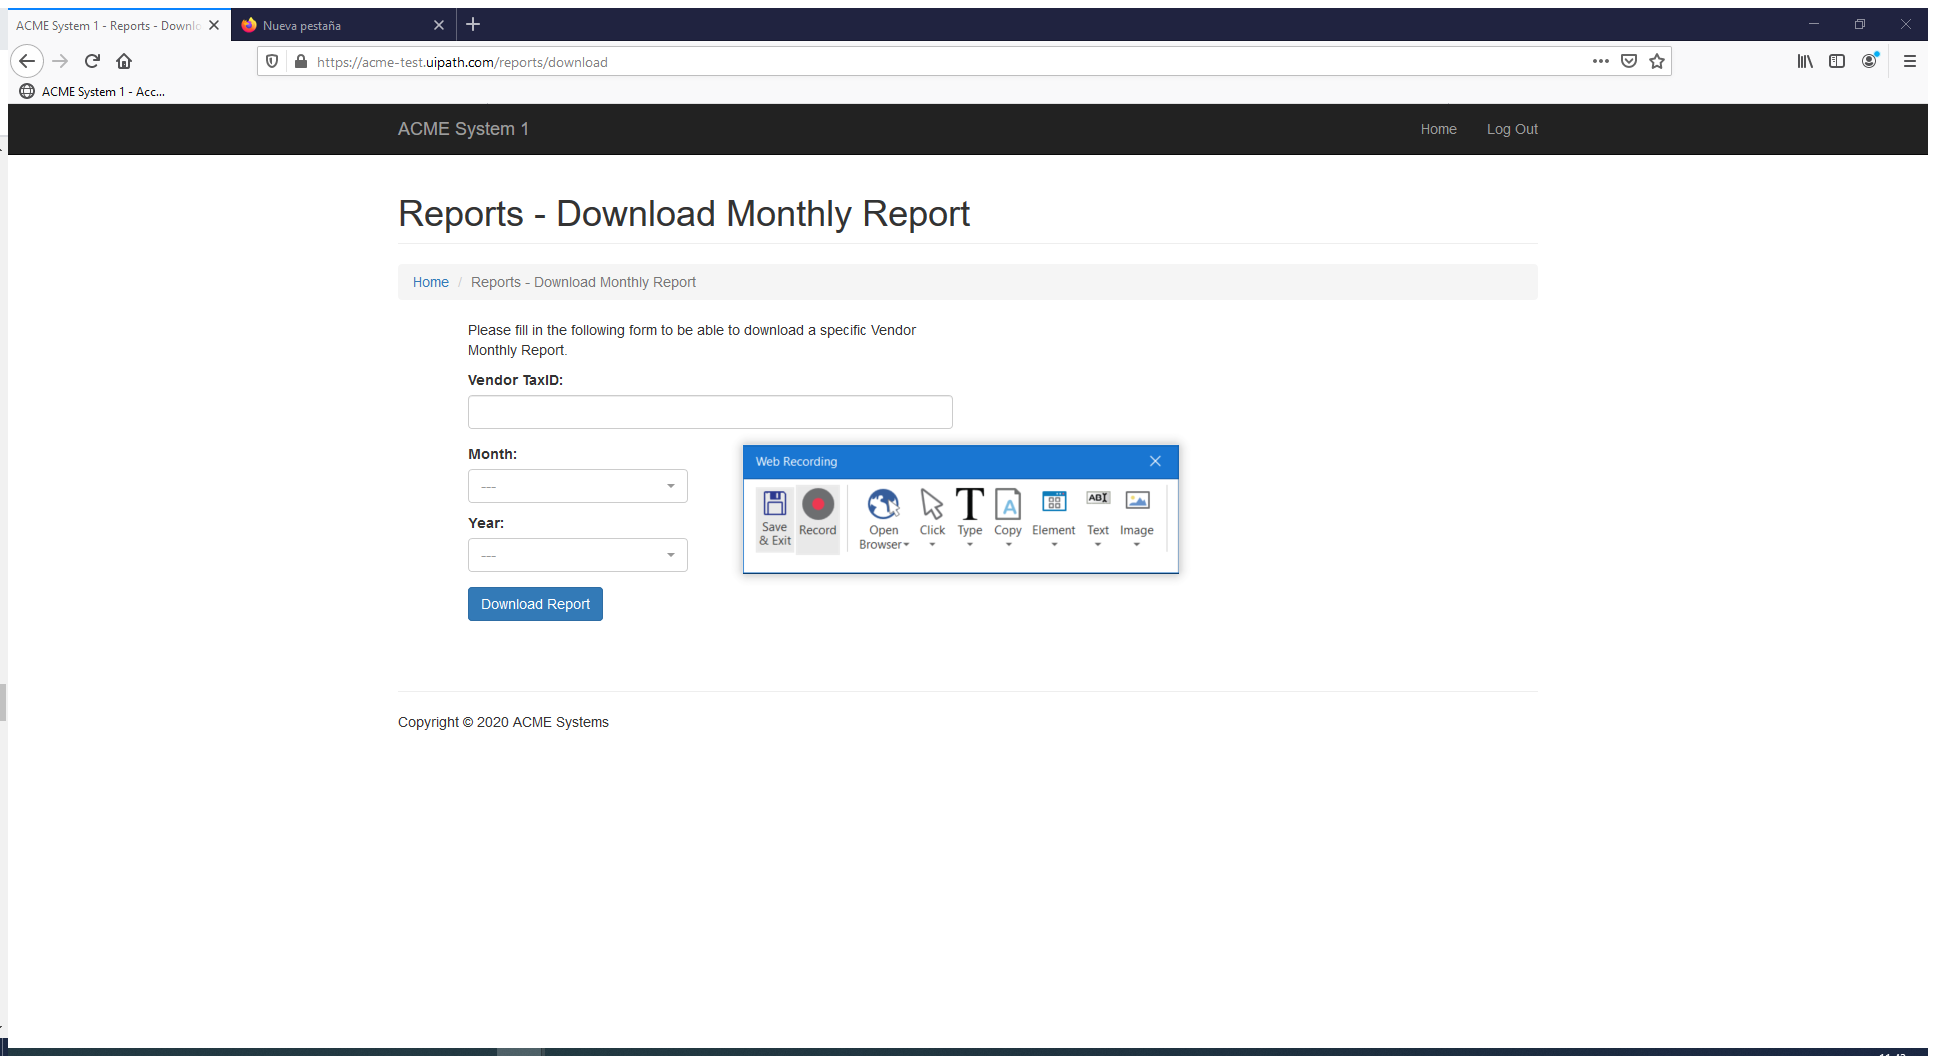 ACME System 1 - Reports - Downlo
Nueva pestaña
https://acme-test.uipath.com/reports/download
ACME System 1 - Acc...
ACME System 1
Home
Log Out
Reports - Download Monthly Report
Home / Reports - Download Monthly Report
Please fill in the following form to be able to download a specific Vendor
Monthly Report.
Vendor TaxID:
Month:
---
Year:
---
Download Report
Web Recording
Save
& Exit
Record
Open
Browser
Click
Type
Copy
Element
Text
Image
Copyright © 2020 ACME Systems